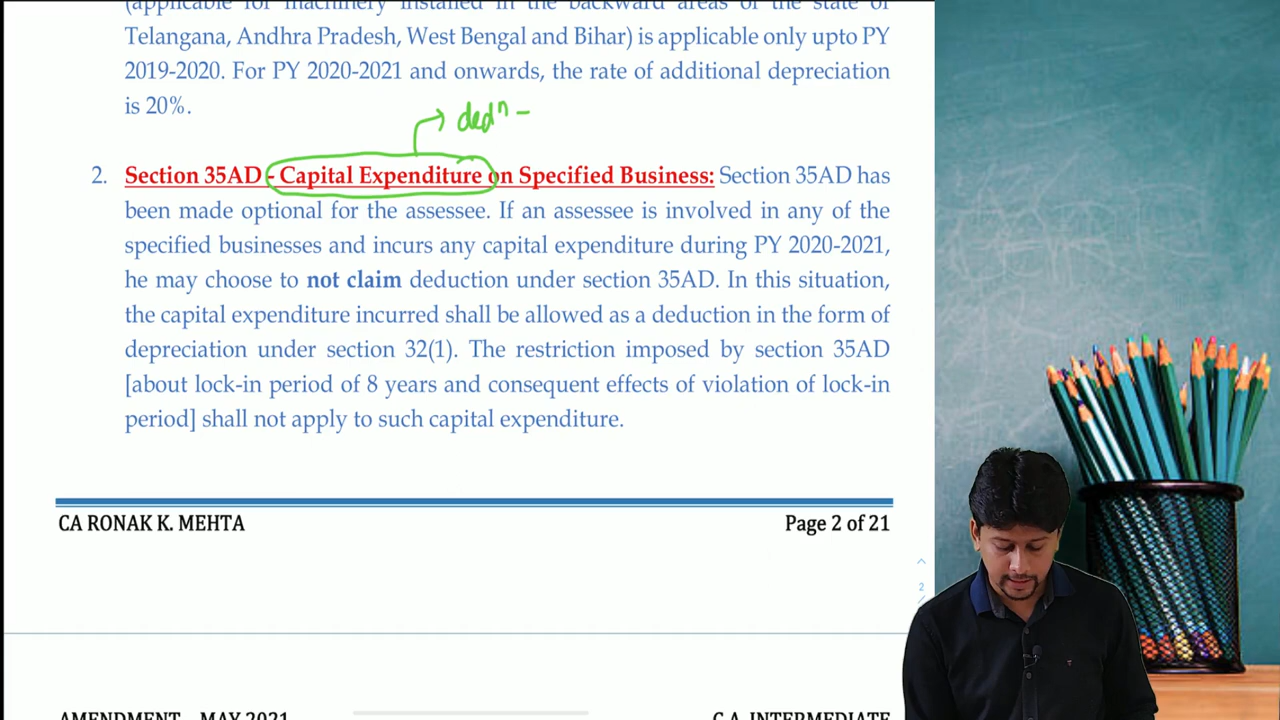 (applicable for machinery installed in the backward areas of the state of
Telangana, Andhra Pradesh, West Bengal and Bihar) is applicable only upto PY
2019-2020. For PY 2020-2021 and onwards, the rate of additional depreciation
is 20%.
dedⁿ –
2. Section 35AD - Capital Expenditure on Specified Business: Section 35AD has
been made optional for the assessee. If an assessee is involved in any of the
specified businesses and incurs any capital expenditure during PY 2020-2021,
he may choose to not claim deduction under section 35AD. In this situation,
the capital expenditure incurred shall be allowed as a deduction in the form of
depreciation under section 32(1). The restriction imposed by section 35AD
[about lock-in period of 8 years and consequent effects of violation of lock-in
period] shall not apply to such capital expenditure.
CA RONAK K. MEHTA Page 2 of 21
2
AMENDMENT – MAY 2021 C.A. INTERMEDIATE